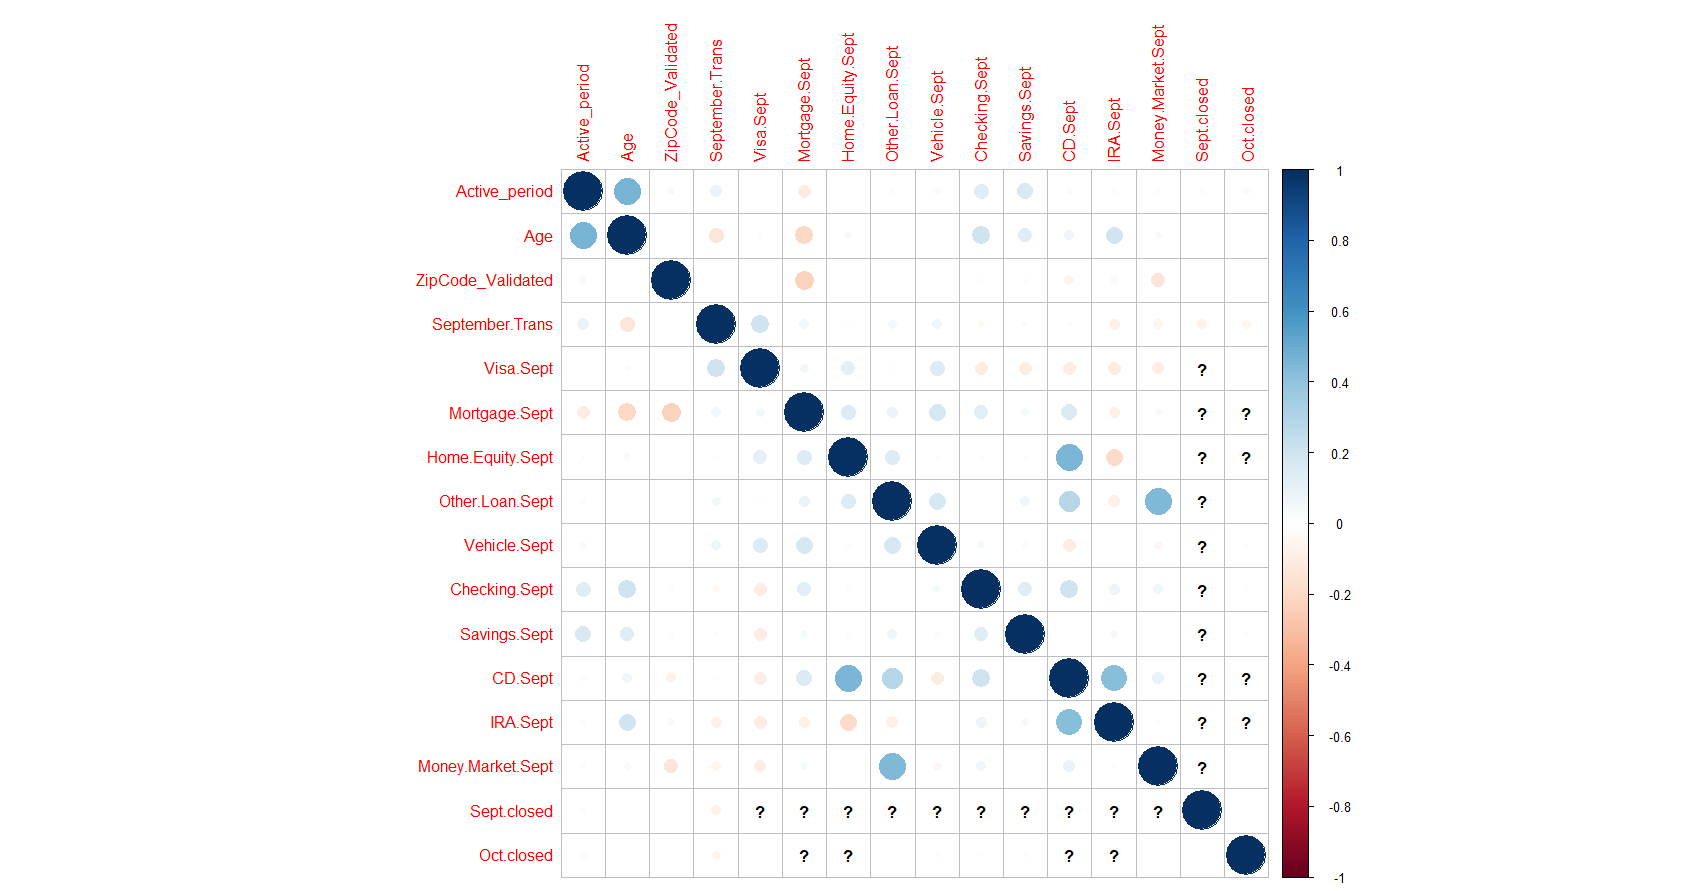 Active_period
Age
ZipCode_Validated
September.Trans
Visa.Sept
Mortgage.Sept
Home.Equity.Sept
Other.Loan.Sept
Vehicle.Sept
Checking.Sept
Savings.Sept
CD.Sept
IRA.Sept
Money.Market.Sept
Sept.closed
Oct.closed
Active_period
Age
ZipCode_Validated
September.Trans
Visa.Sept ?
Mortgage.Sept ? ?
Home.Equity.Sept ? ?
Other.Loan.Sept ?
Vehicle.Sept ?
Checking.Sept ?
Savings.Sept ?
CD.Sept ? ?
IRA.Sept ? ?
Money.Market.Sept ?
Sept.closed ? ? ? ? ? ? ? ? ? ?
Oct.closed ? ? ? ?
1
0.8
0.6
0.4
0.2
0
-0.2
-0.4
-0.6
-0.8
-1